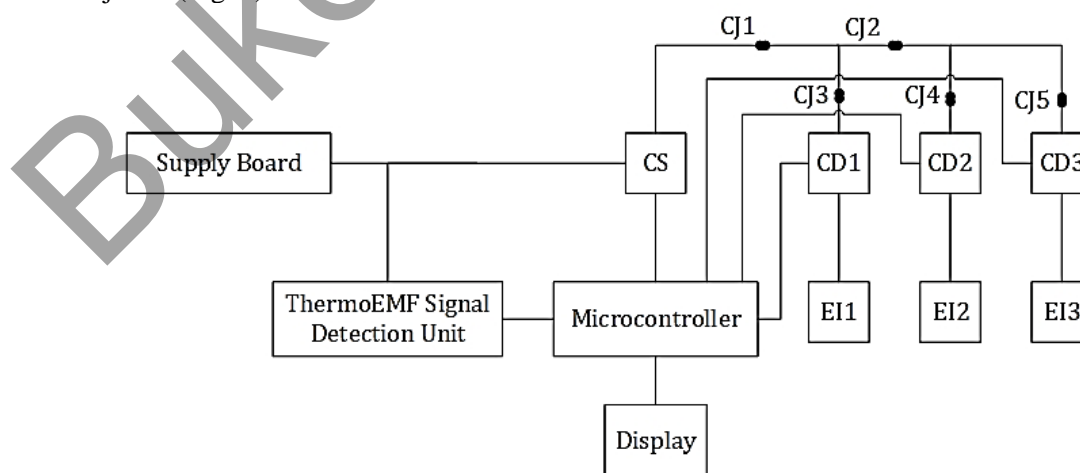 CJ1
CJ2
CJ3
CJ4
CJ5
Supply Board
CS
CD1
CD2
CD3
ThermoEMF Signal
Detection Unit
Microcontroller
EI1
EI2
EI3
Display